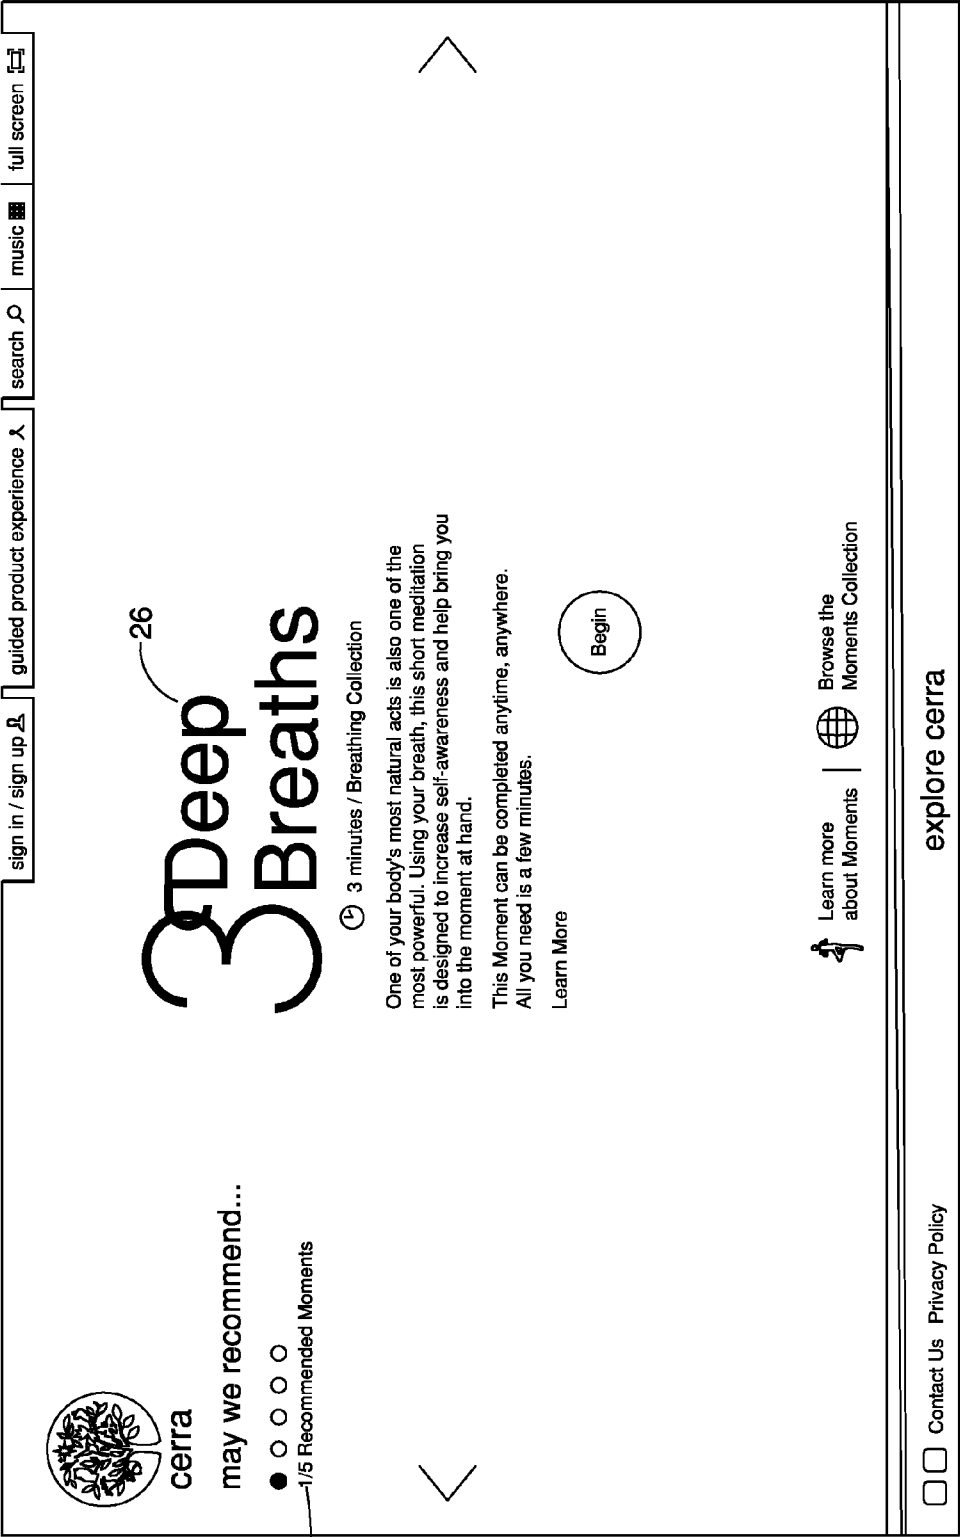 sign in / sign up
guided product experience
search
music
full screen
cerra
may we recommend...
1/5 Recommended Moments
26
3 Deep
Breaths
3 minutes / Breathing Collection
One of your body's most natural acts is also one of the
most powerful. Using your breath, this short meditation
is designed to increase self-awareness and help bring you
into the moment at hand.
This Moment can be completed anytime, anywhere.
All you need is a few minutes.
Learn More
Begin
Learn more
about Moments
Browse the
Moments Collection
Contact Us Privacy Policy
explore cerra